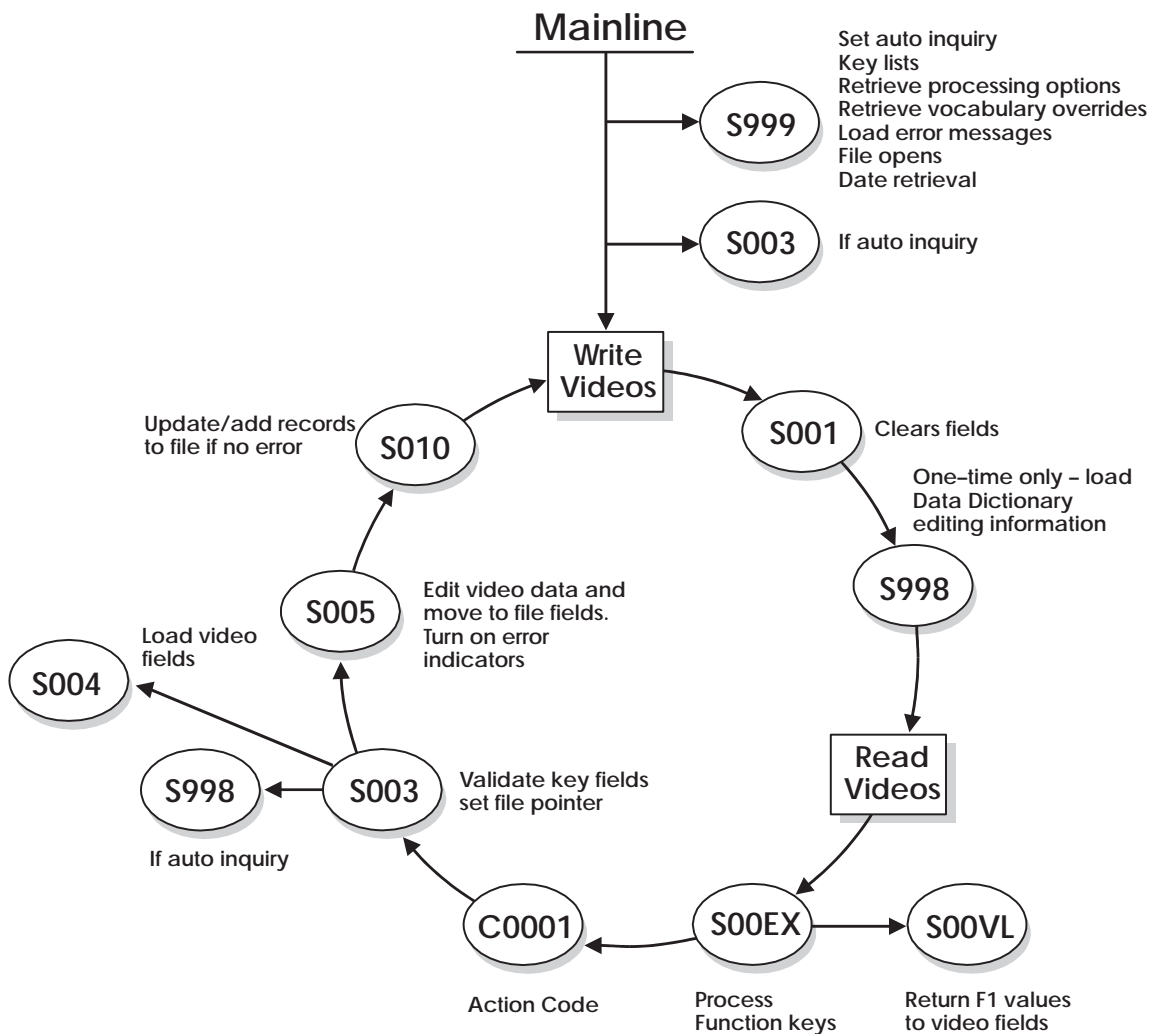 Mainline
Set auto inquiry
Key lists
Retrieve processing options
Retrieve vocabulary overrides
Load error messages
File opens
Date retrieval
S999
S003
If auto inquiry
Write
Videos
S001
Clears fields
Update/add records
to file if no error
S010
One–time only – load
Data Dictionary
editing information
S998
S005
Edit video data and
move to file fields.
Turn on error
indicators
Load video
fields
S004
Read
Videos
S998
S003
Validate key fields
set file pointer
If auto inquiry
C0001
Action Code
S00EX
Process
Function keys
S00VL
Return F1 values
to video fields